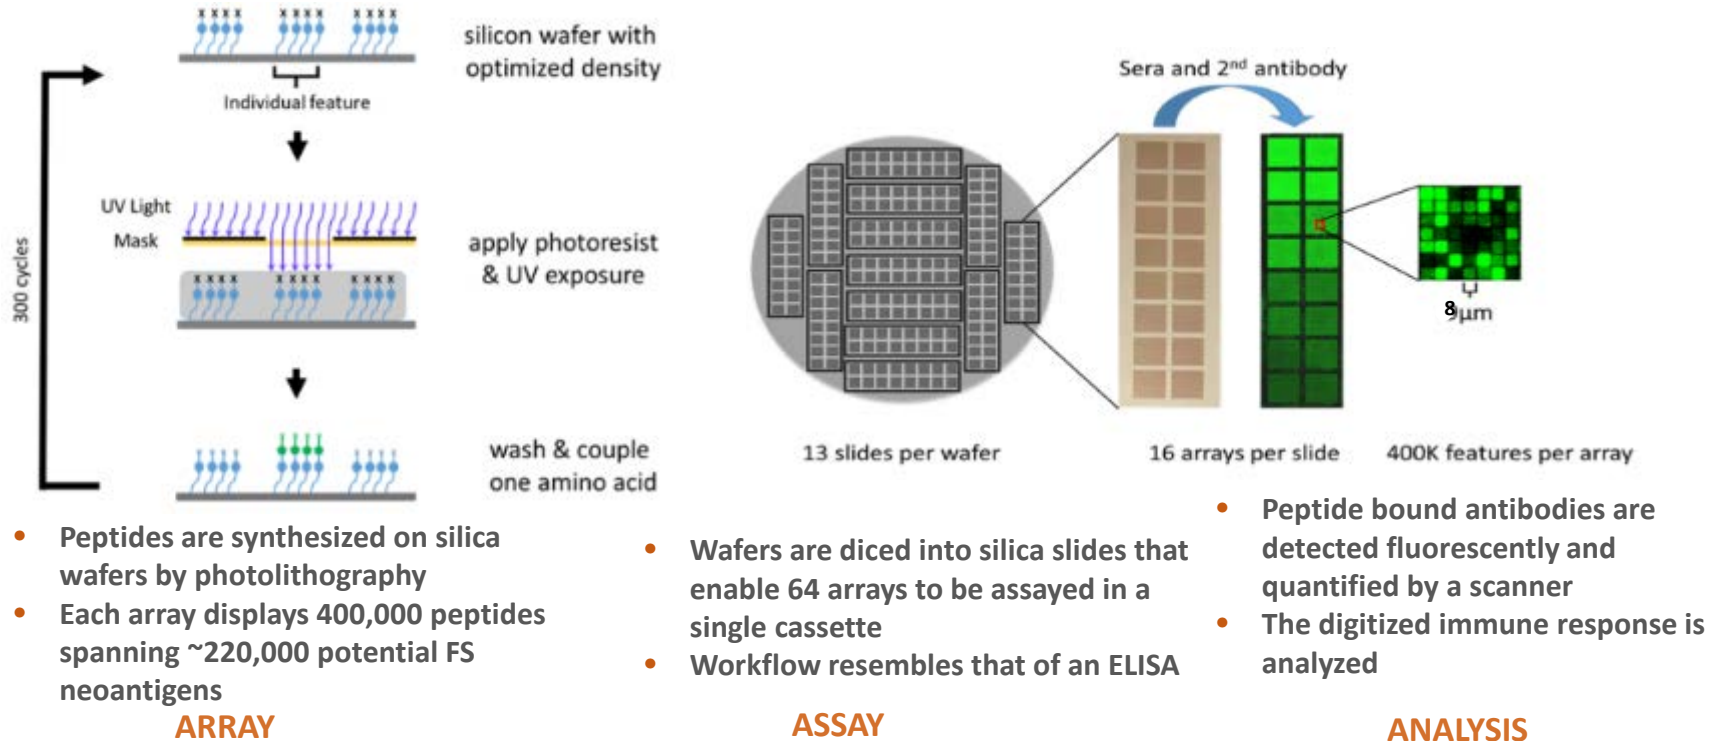 silicon wafer with
optimized density
Individual feature
300 cycles
UV Light
Mask
apply photoresist
& UV exposure
wash & couple
one amino acid
Sera and 2nd antibody
8
9µm
13 slides per wafer
16 arrays per slide
400K features per array
• Peptides are synthesized on silica
wafers by photolithography
• Each array displays 400,000 peptides
spanning ~220,000 potential FS
neoantigens
ARRAY
• Wafers are diced into silica slides that
enable 64 arrays to be assayed in a
single cassette
• Workflow resembles that of an ELISA
ASSAY
• Peptide bound antibodies are
detected fluorescently and
quantified by a scanner
• The digitized immune response is
analyzed
ANALYSIS